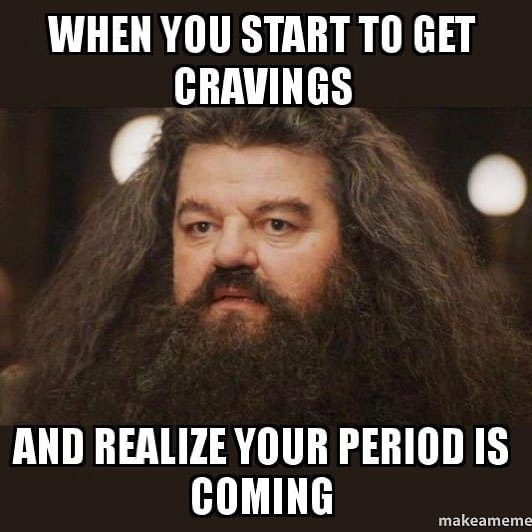 WHEN YOU START TO GET
CRAVINGS
AND REALIZE YOUR PERIOD IS
COMING
makeameme